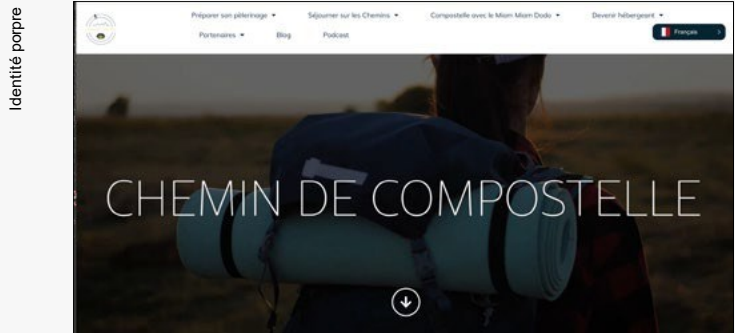 Identité porpre
Préparer son pèlerinage
Séjourner sur les Chemins
Compostelle avec le Miam Miam Dodo
Devenir hébergeant
Partenaires
Blog
Podcast
Français
CHEMIN DE COMPOSTELLE